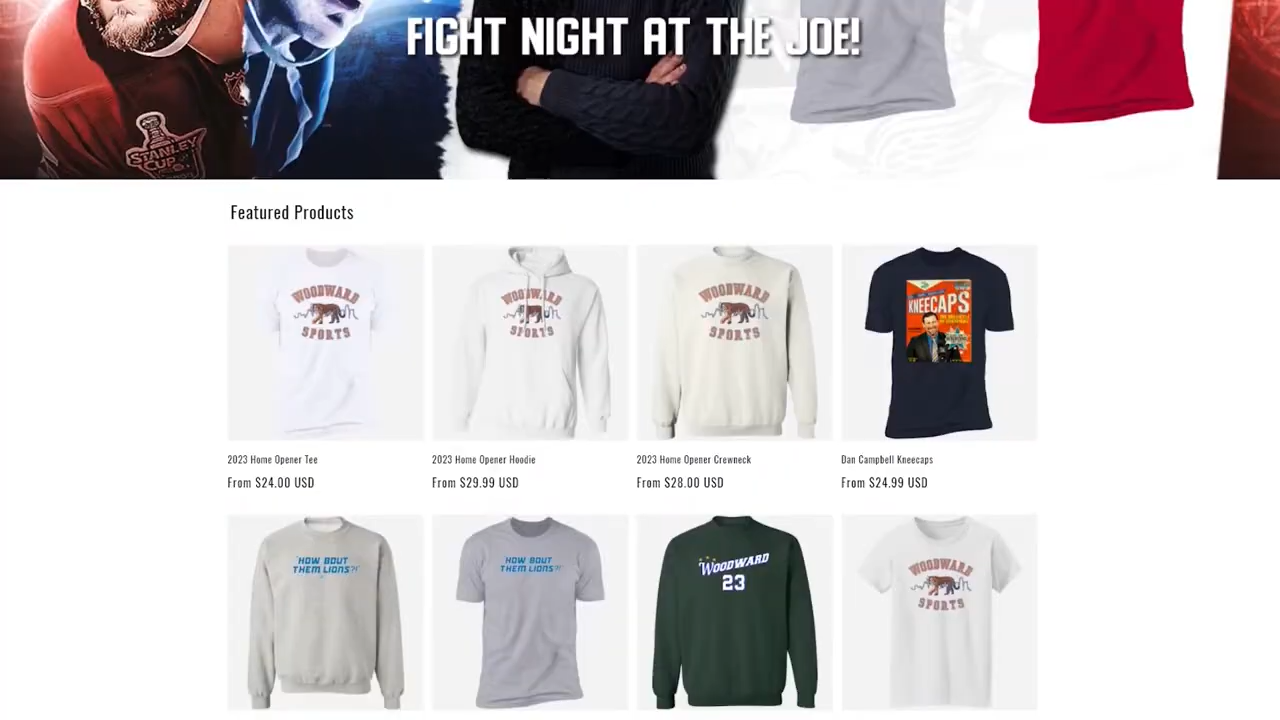 FIGHT NIGHT AT THE JOE!
STANLEY
CUP
Featured Products
WOODWARD
SPORTS
WOODWARD
SPORTS
WOODWARD
SPORTS
KNEECAPS
2023 Home Opener Tee
From $24.00 USD
2023 Home Opener Hoodie
From $29.99 USD
2023 Home Opener Crewneck
From $28.00 USD
Dan Campbell Kneecaps
From $24.99 USD
'HOW BOUT
THEM LIONS?!'
'HOW BOUT
THEM LIONS?!'
WOODWARD
23
WOODWARD
SPORTS